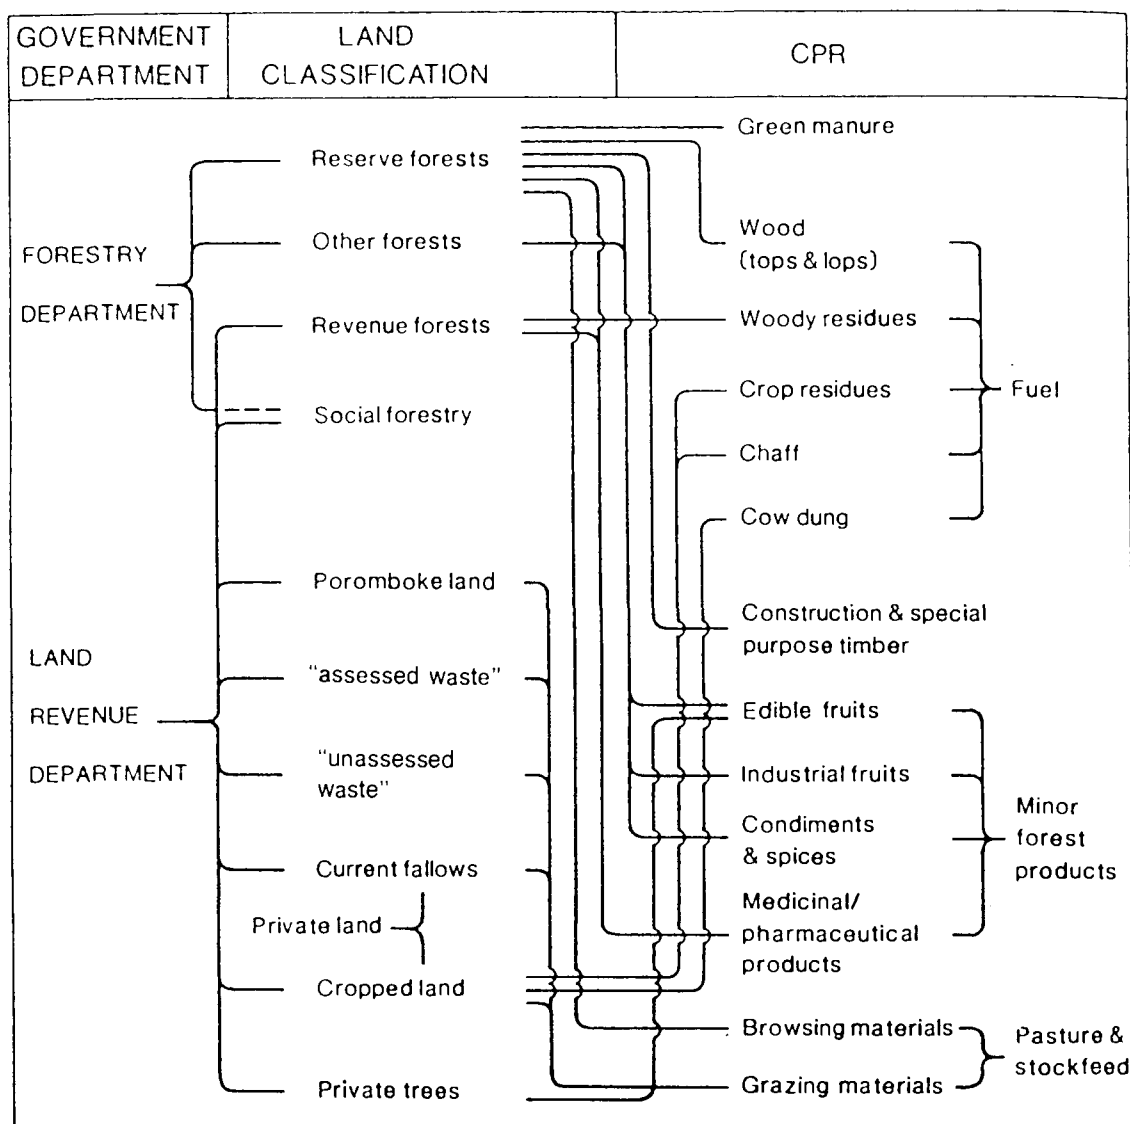 GOVERNMENT
DEPARTMENT
LAND
CLASSIFICATION
CPR
FORESTRY
DEPARTMENT
LAND
REVENUE
DEPARTMENT
Reserve forests
Other forests
Revenue forests
Social forestry
Poromboke land
"assessed waste"
"unassessed
waste"
Current fallows
Private land
Cropped land
Private trees
Green manure
Wood
(tops & lops)
Woody residues
Crop residues
Chaff
Cow dung
Fuel
Construction & special
purpose timber
Edible fruits
Industrial fruits
Condiments
& spices
Medicinal/
pharmaceutical
products
Minor
forest
products
Browsing materials
Grazing materials
Pasture &
stockfeed